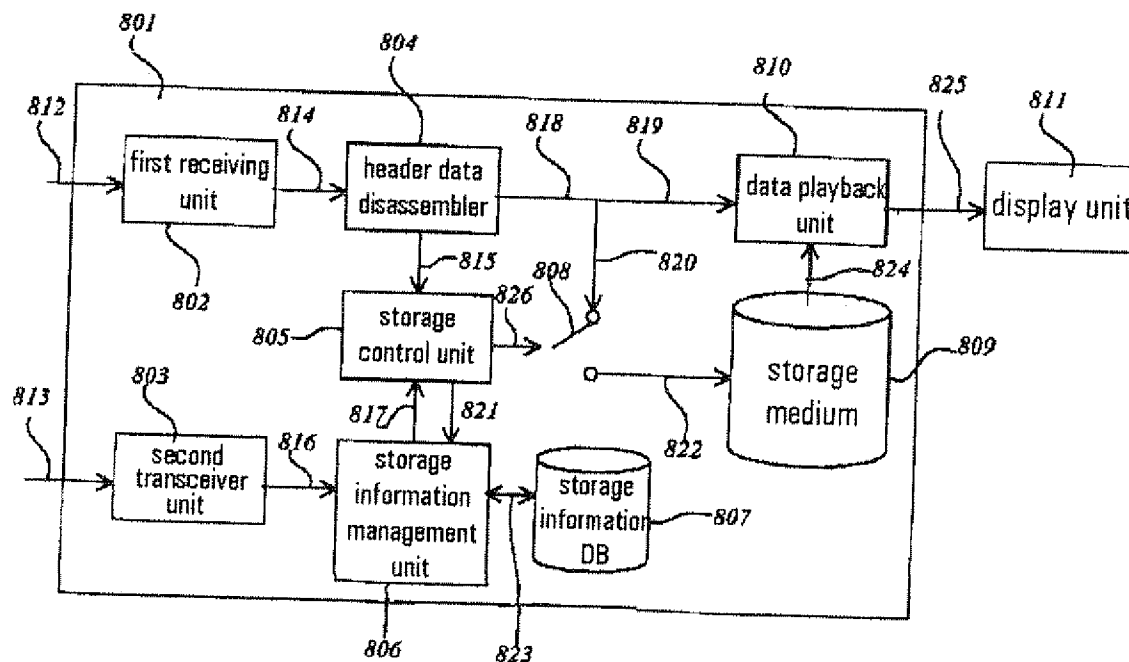 801
804
810
825
811
812
814
818
819
first receiving
unit
header data
disassembler
data playback
unit
display unit
802
815
820
808
824
826
805
storage
control unit
809
storage
medium
813
803
817
821
822
second
transceiver
unit
816
storage
information
management
unit
storage
information
DB
807
806
823